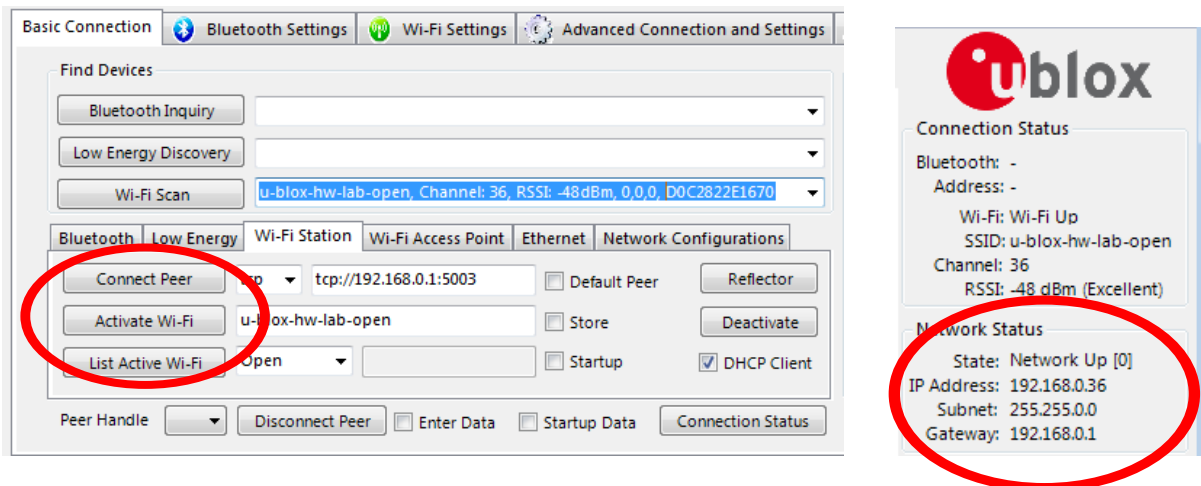 Basic Connection Bluetooth Settings Wi-Fi Settings Advanced Connection and Settings
Find Devices
Bluetooth Inquiry
Low Energy Discovery
Wi-Fi Scan u-blox-hw-lab-open, Channel: 36, RSSI: -48dBm, 0,0,0, D0C2822E1670
Bluetooth Low Energy Wi-Fi Station Wi-Fi Access Point Ethernet Network Configurations
Connect Peer tcp tcp://192.168.0.1:5003 Default Peer Reflector
Activate Wi-Fi u-blox-hw-lab-open Store Deactivate
List Active Wi-Fi Open Startup DHCP Client
Peer Handle Disconnect Peer Enter Data Startup Data Connection Status
ublox
Connection Status
Bluetooth: -
Address: -
Wi-Fi: Wi-Fi Up
SSID: u-blox-hw-lab-open
Channel: 36
RSSI: -48 dBm (Excellent)
Network Status
State: Network Up [0]
IP Address: 192.168.0.36
Subnet: 255.255.0.0
Gateway: 192.168.0.1